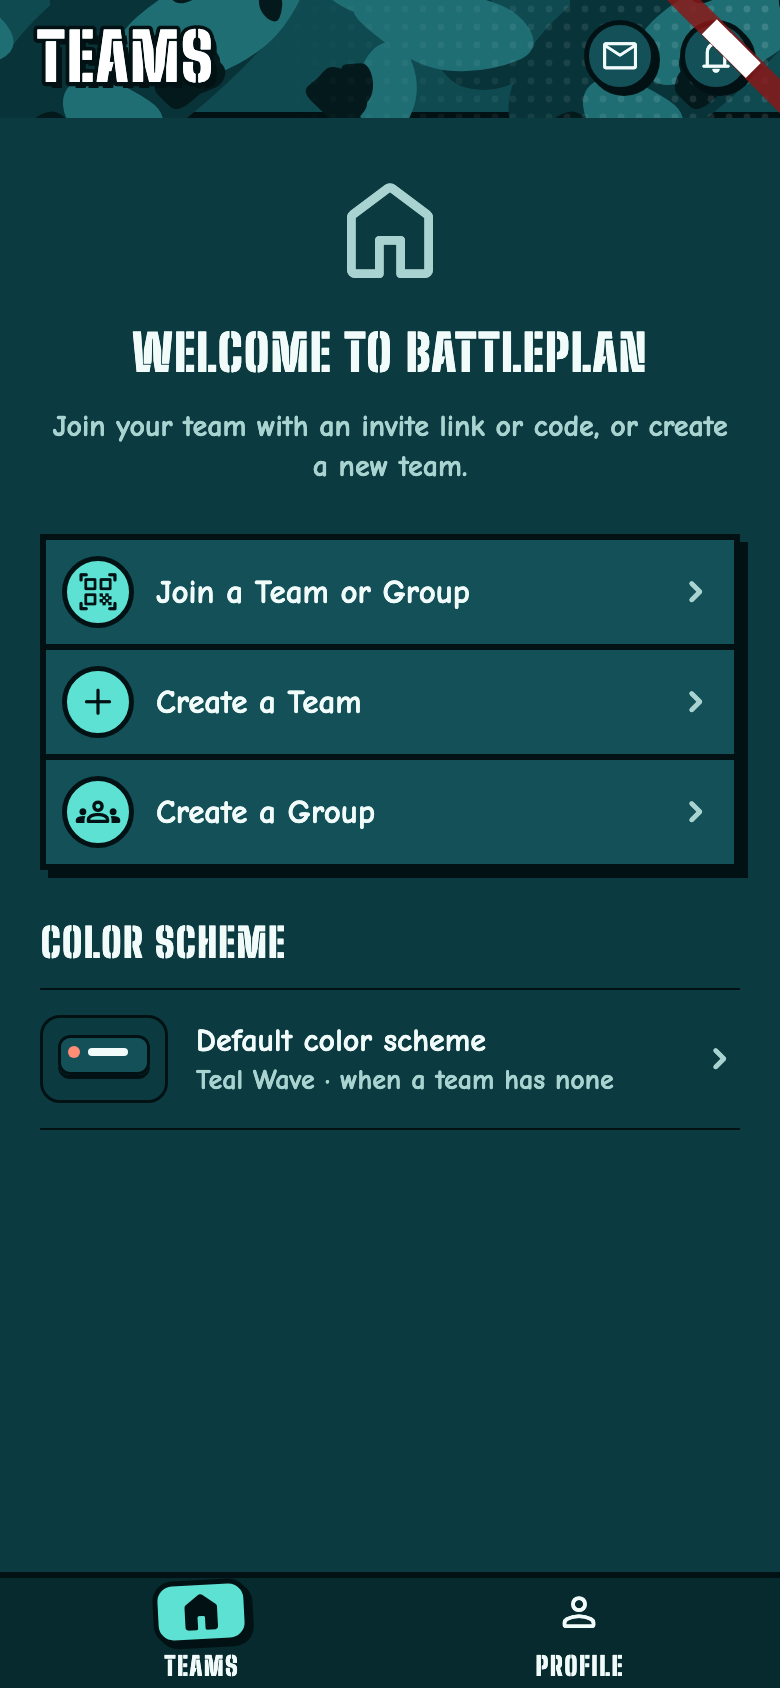 TEAMS
WELCOME TO BATTLEPLAN
Join your team with an invite link or code, or create
a new team.
Join a Team or Group
Create a Team
Create a Group
COLOR SCHEME
Default color scheme
Teal Wave · when a team has none
TEAMS
PROFILE